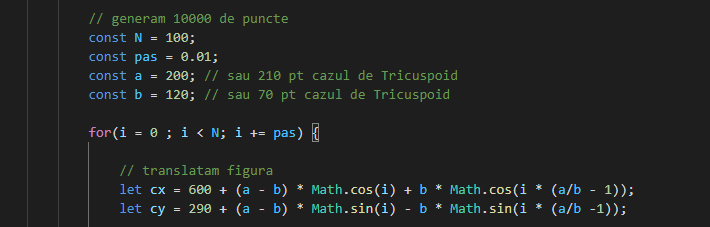 // generam 10000 de puncte
const N = 100;
const pas = 0.01;
const a = 200; // sau 210 pt cazul de Tricuspoid
const b = 120; // sau 70 pt cazul de Tricuspoid
for(i = 0 ; i < N; i += pas) {
// translatam figura
let cx = 600 + (a - b) * Math.cos(i) + b * Math.cos(i * (a/b - 1));
let cy = 290 + (a - b) * Math.sin(i) - b * Math.sin(i * (a/b -1));